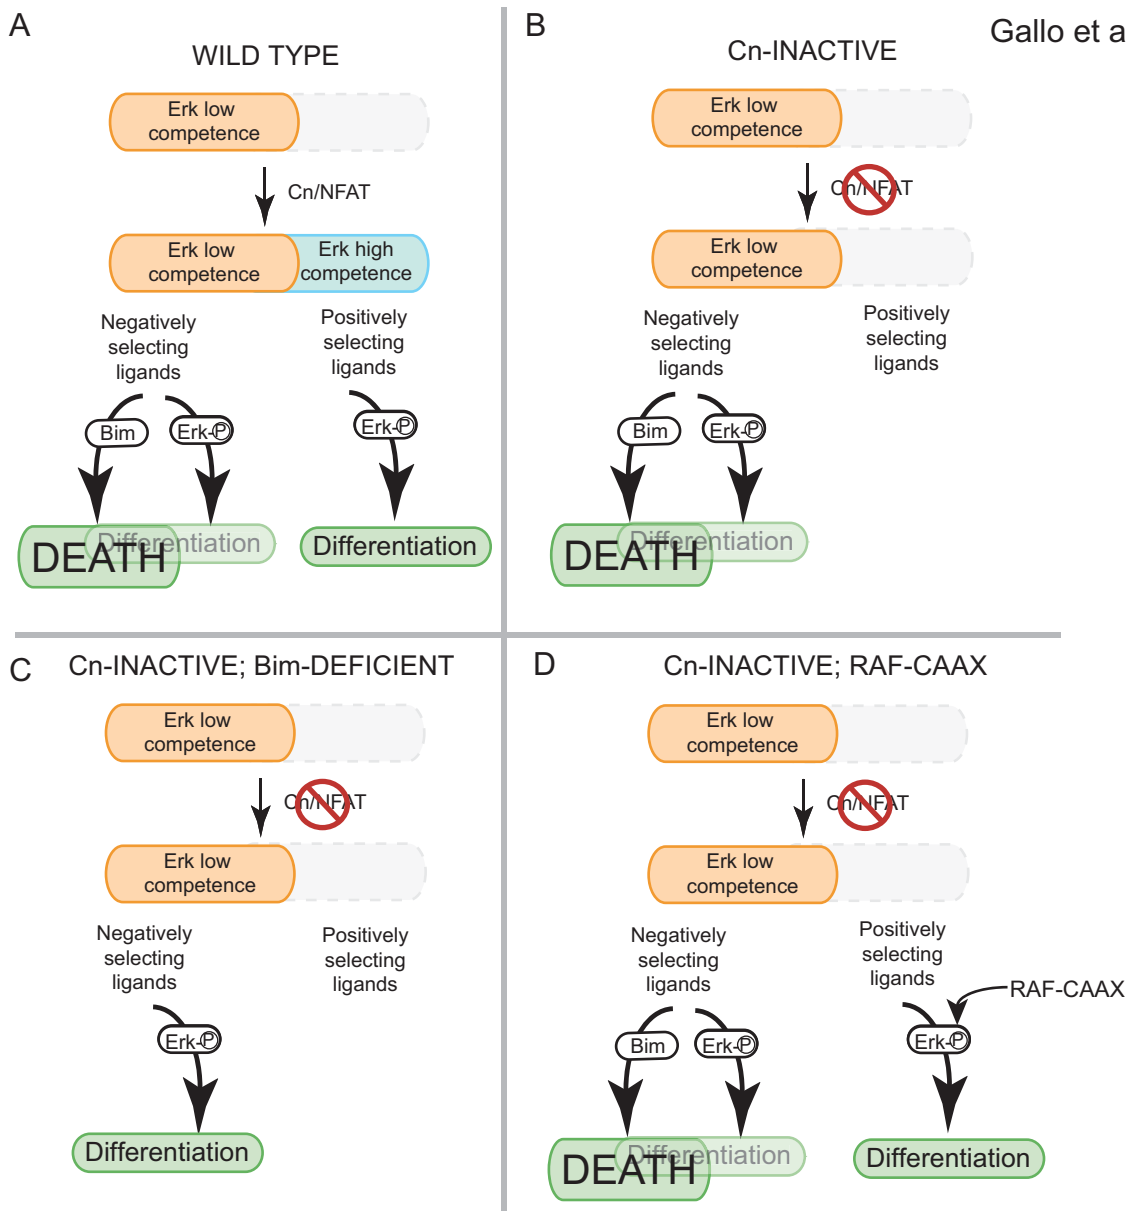 A
WILD TYPE
Erk low
competence
Cn/NFAT
Erk low
competence
Erk high
competence
Negatively
selecting
ligands
Positively
selecting
ligands
Bim
Erk-P
Erk-P
DEATH
Differentiation
Differentiation
B
Gallo et a
Cn-INACTIVE
Erk low
competence
Cn/NFAT
Erk low
competence
Negatively
selecting
ligands
Positively
selecting
ligands
Bim
Erk-P
DEATH
Differentiation
C
Cn-INACTIVE; Bim-DEFICIENT
Erk low
competence
Cn/NFAT
Erk low
competence
Negatively
selecting
ligands
Positively
selecting
ligands
Erk-P
Differentiation
D
Cn-INACTIVE; RAF-CAAX
Erk low
competence
Cn/NFAT
Erk low
competence
Negatively
selecting
ligands
Positively
selecting
ligands
RAF-CAAX
Bim
Erk-P
Erk-P
DEATH
Differentiation
Differentiation